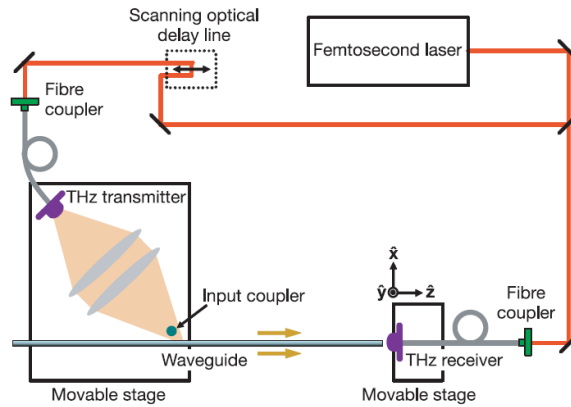 Scanning optical
delay line
Femtosecond laser
Fibre
coupler
THz transmitter
Input coupler
x̂
ŷ
ẑ
Fibre
coupler
Waveguide
THz receiver
Movable stage
Movable stage